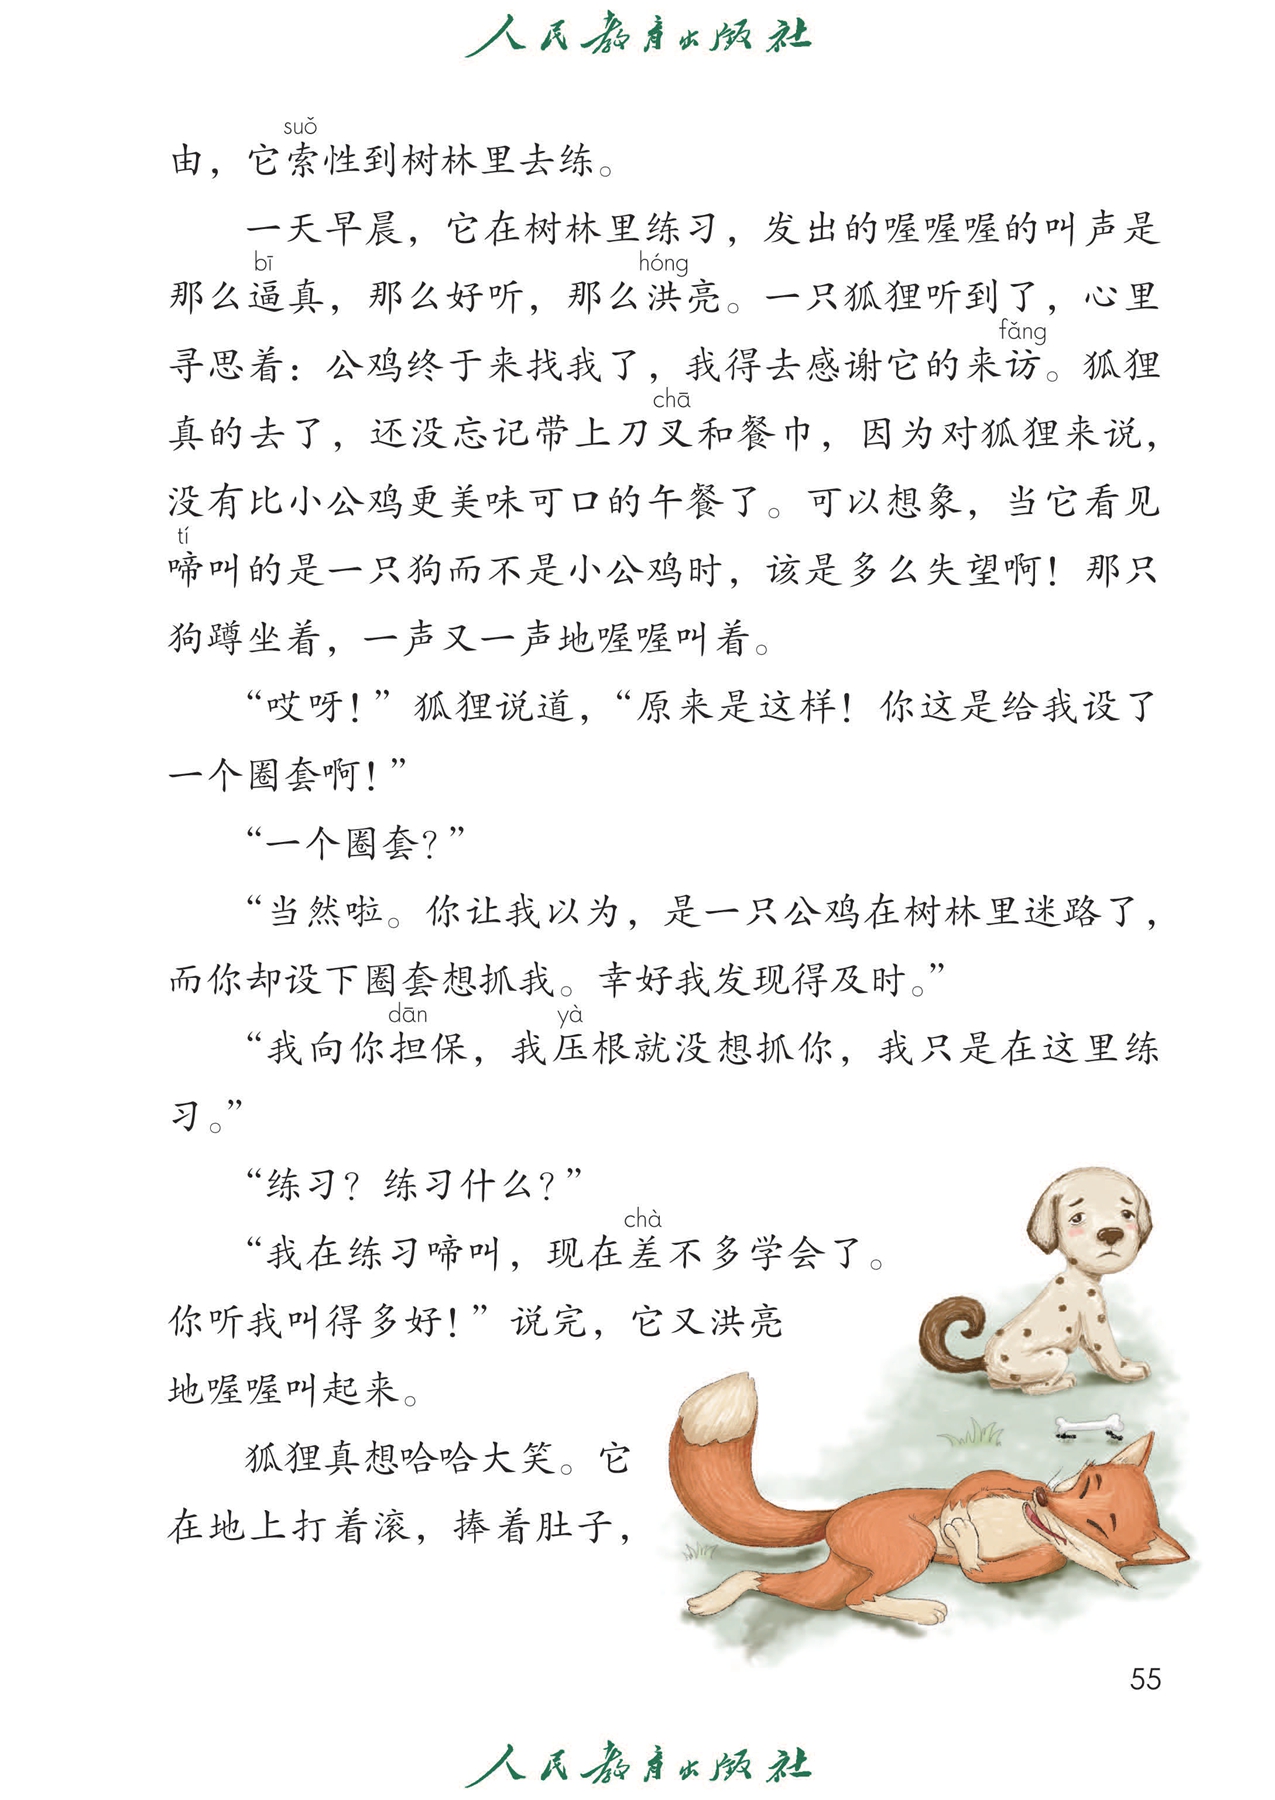 人民教育出版社
suǒ
由，它索性到树林里去练。
一天早晨，它在树林里练习，发出的喔喔喔的叫声是
bī hóng
那么逼真，那么好听，那么洪亮。一只狐狸听到了，心里
fǎng
寻思着：公鸡终于来找我了，我得去感谢它的来访。狐狸
chā
真的去了，还没忘记带上刀叉和餐巾，因为对狐狸来说，
没有比小公鸡更美味可口的午餐了。可以想象，当它看见
tí
啼叫的是一只狗而不是小公鸡时，该是多么失望啊！那只
狗蹲坐着，一声又一声地喔喔叫着。
“哎呀！”狐狸说道，“原来是这样！你这是给我设了
一个圈套啊！”
“一个圈套？”
“当然啦。你让我以为，是一只公鸡在树林里迷路了，
而你却设下圈套想抓我。幸好我发现得及时。”
dān yà
“我向你担保，我压根就没想抓你，我只是在这里练
习。”
“练习？练习什么？”
chà
“我在练习啼叫，现在差不多学会了。
你听我叫得多好！”说完，它又洪亮
地喔喔叫起来。
狐狸真想哈哈大笑。它
在地上打着滚，捧着肚子，
55
人民教育出版社